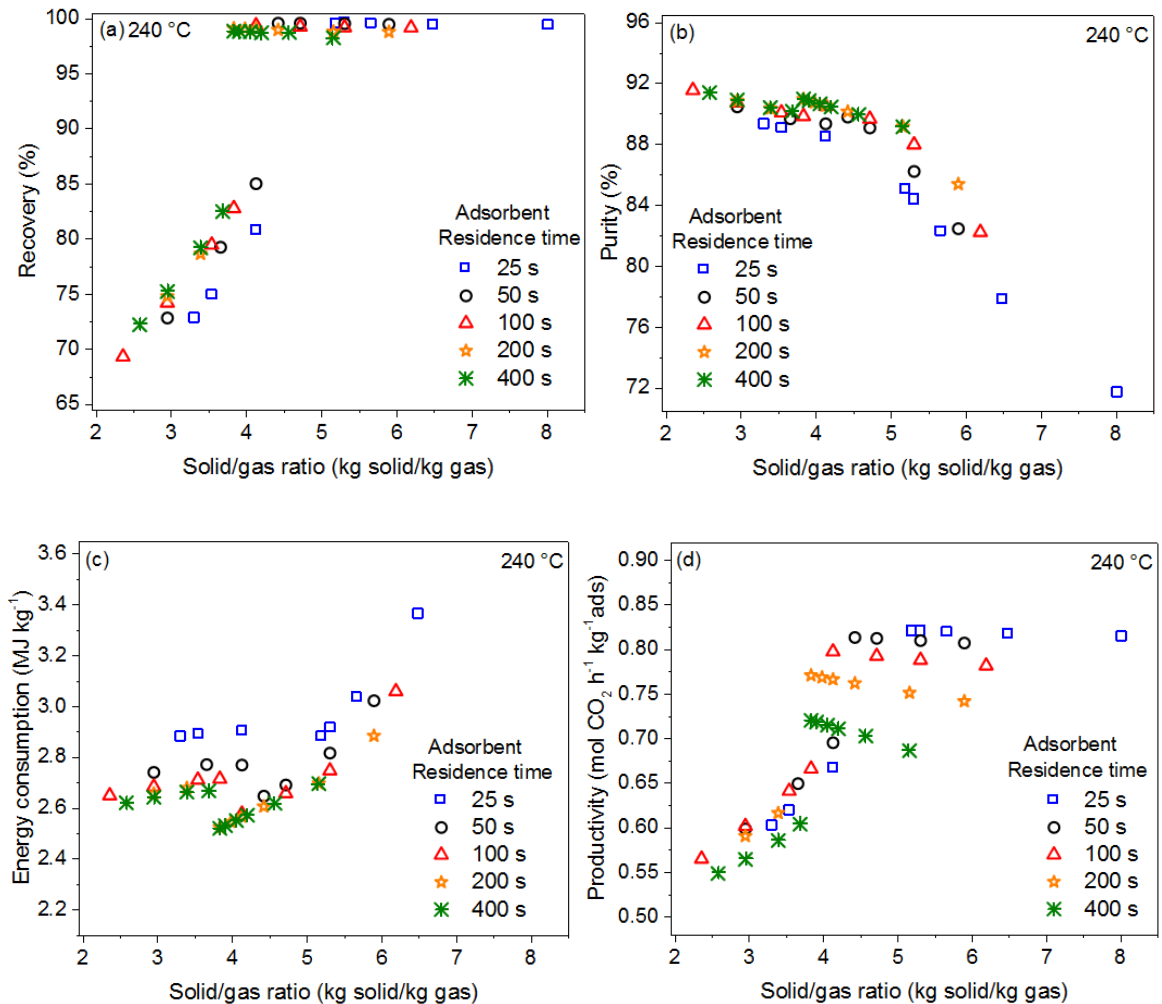 (a) 240 °C
Recovery (%)
100
95
90
85
80
75
70
65
Adsorbent
Residence time
25 s
50 s
100 s
200 s
400 s
2 3 4 5 6 7 8
Solid/gas ratio (kg solid/kg gas)
(b) 240 °C
Purity (%)
96
92
88
84
80
76
72
Adsorbent
Residence time
25 s
50 s
100 s
200 s
400 s
2 3 4 5 6 7 8
Solid/gas ratio (kg solid/kg gas)
(c) 240 °C
Energy consumption (MJ kg⁻¹)
3.6
3.4
3.2
3.0
2.8
2.6
2.4
2.2
Adsorbent
Residence time
25 s
50 s
100 s
200 s
400 s
2 3 4 5 6 7 8
Solid/gas ratio (kg solid/kg gas)
(d) 240 °C
Productivity (mol CO₂ h⁻¹ kg⁻¹ads)
0.90
0.85
0.80
0.75
0.70
0.65
0.60
0.55
0.50
Adsorbent
Residence time
25 s
50 s
100 s
200 s
400 s
2 3 4 5 6 7 8
Solid/gas ratio (kg solid/kg gas)